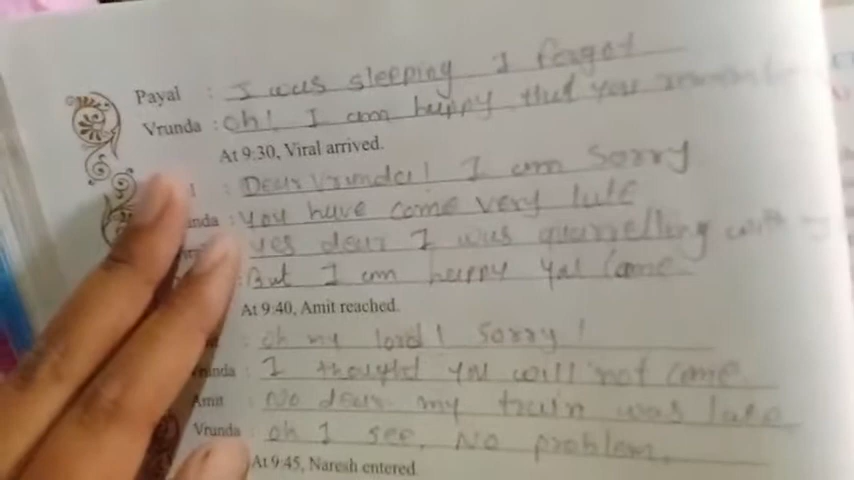 Payal : I was sleeping I forgot
Vrunda : oh! I am happy that you
At 9:30, Viral arrived.
: Dear Vrunda! I am sorry
unda : you have come very late
yes dear I was quarrelling with
: But I am happy you came.
At 9:40, Amit reached.
: oh my lord! sorry!
unda : I thought you will not come.
Amit : No dear my train was late.
Vrunda : oh I see. No problem.
At 9:45, Naresh entered.